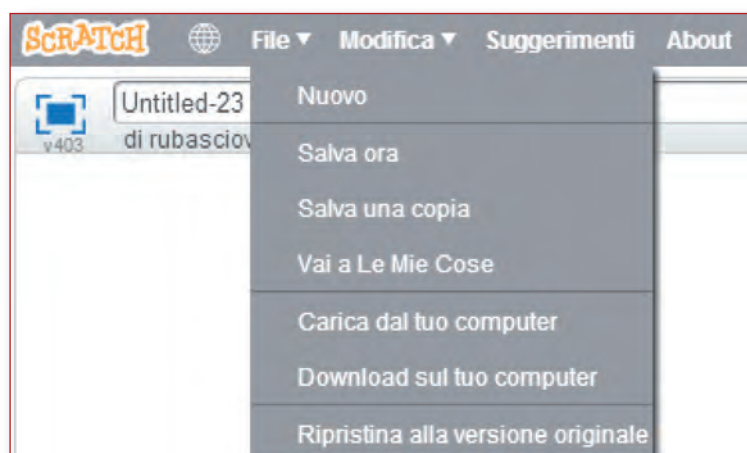 SCRATCH File Modifica Suggerimenti About
Untitled-23
v403 di rubasciov
Nuovo
Salva ora
Salva una copia
Vai a Le Mie Cose
Carica dal tuo computer
Download sul tuo computer
Ripristina alla versione originale